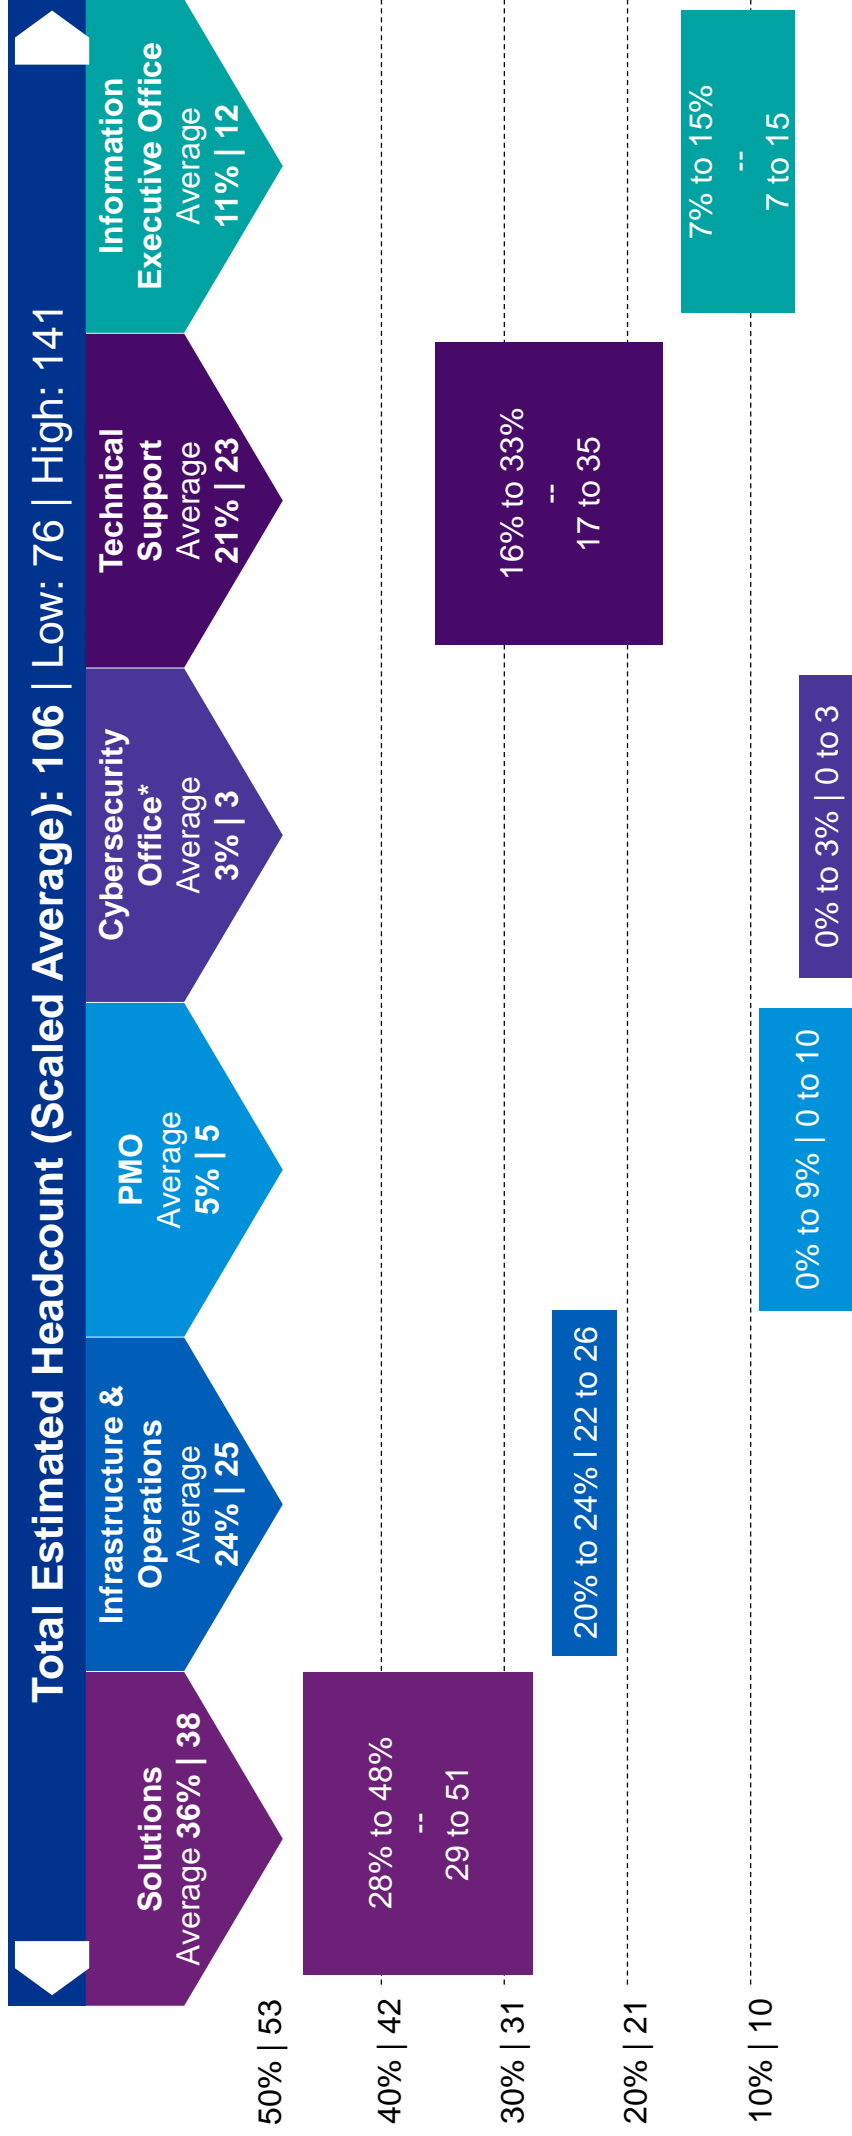 Total Estimated Headcount (Scaled Average): 106 | Low: 76 | High: 141
Solutions
Average 36% | 38
Infrastructure &
Operations
Average
24% | 25
PMO
Average
5% | 5
Cybersecurity
Office*
Average
3% | 3
Technical
Support
Average
21% | 23
Information
Executive Office
Average
11% | 12
50% | 53
40% | 42
30% | 31
20% | 21
10% | 10
28% to 48%
--
29 to 51
20% to 24% | 22 to 26
0% to 9% | 0 to 10
0% to 3% | 0 to 3
16% to 33%
--
17 to 35
7% to 15%
--
7 to 15